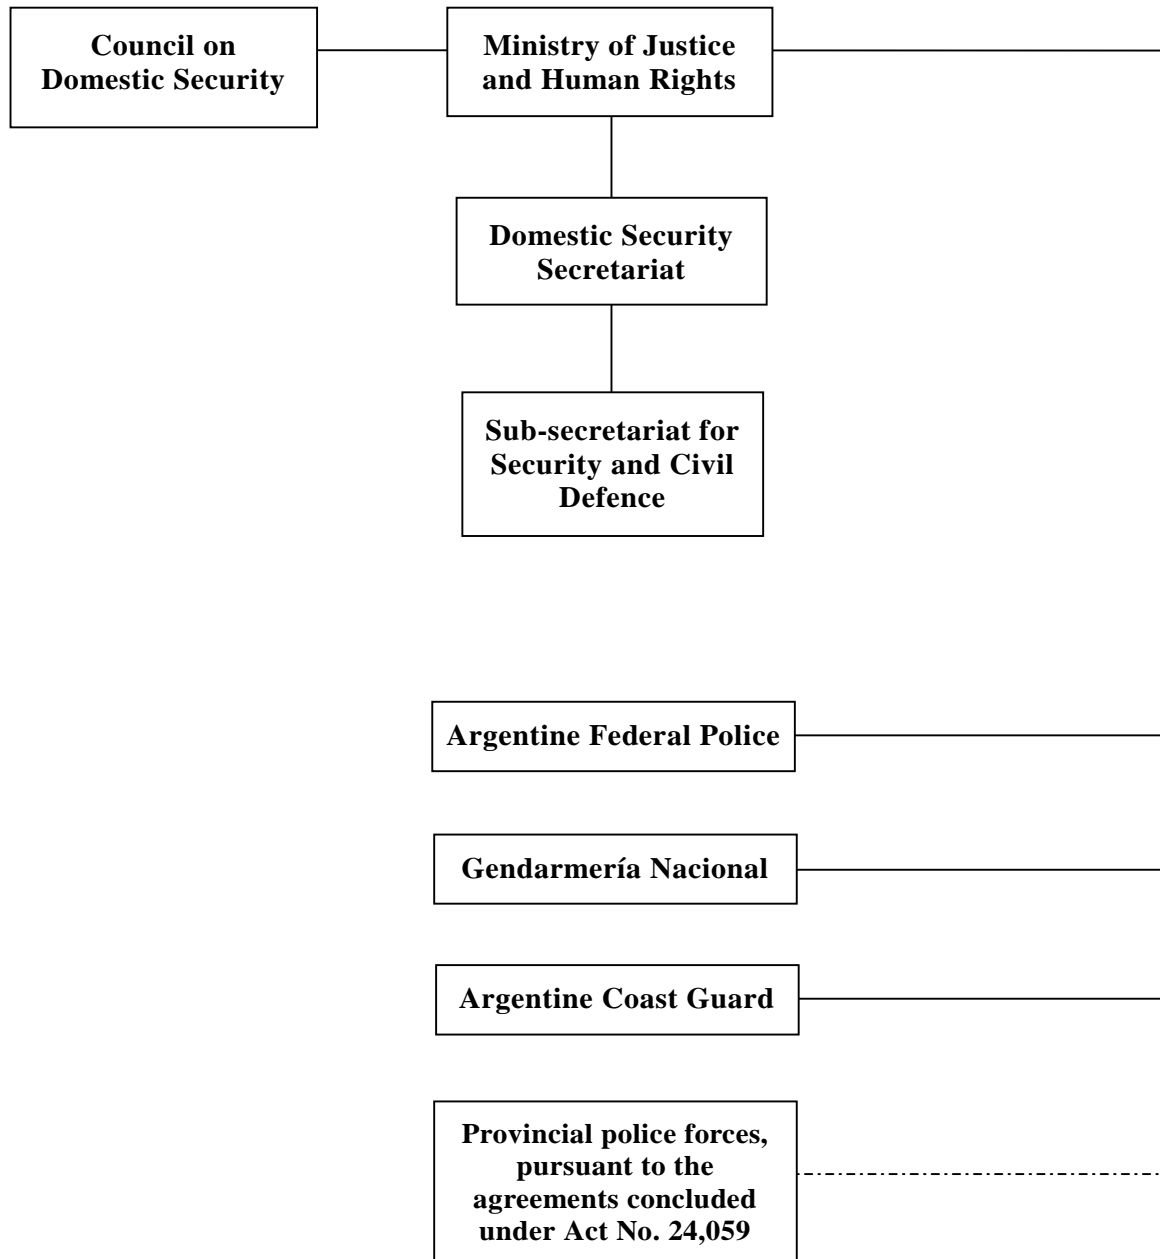 Council on
Domestic Security
Ministry of Justice
and Human Rights
Domestic Security
Secretariat
Sub-secretariat for
Security and Civil
Defence
Argentine Federal Police
Gendarmería Nacional
Argentine Coast Guard
Provincial police forces,
pursuant to the
agreements concluded
under Act No. 24,059